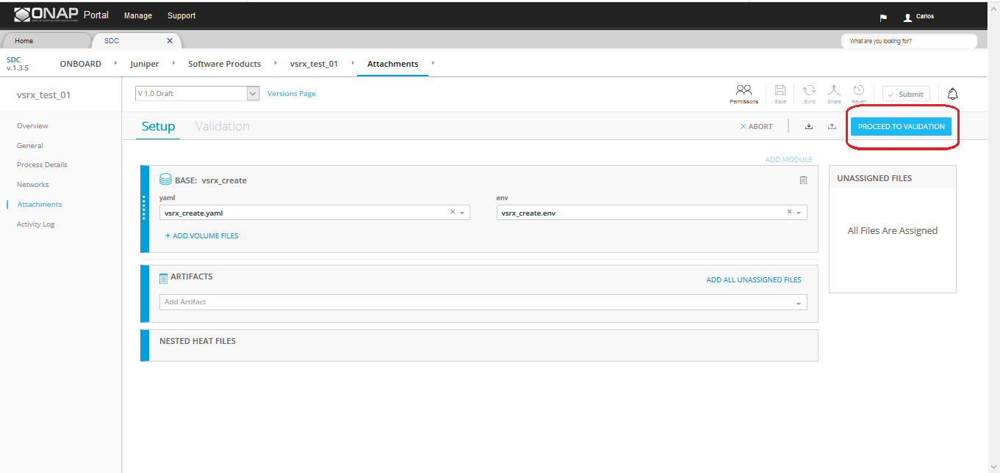 ONAP Portal Manage Support Carlos
Home SDC What are you looking for?
SDC
v.1.3.5
ONBOARD Juniper Software Products vsrx_test_01 Attachments
vsrx_test_01
V 1.0 Draft Versions Page Permissons Save Sync Share Revert Submit
Overview
General
Process Details
Networks
Attachments
Activity Log
Setup Validation ABORT PROCEED TO VALIDATION
ADD MODULE
BASE: vsrx_create
yaml env
vsrx_create.yaml vsrx_create.env
+ ADD VOLUME FILES
ARTIFACTS
ADD ALL UNASSIGNED FILES
Add Artifact
NESTED HEAT FILES
UNASSIGNED FILES
All Files Are Assigned